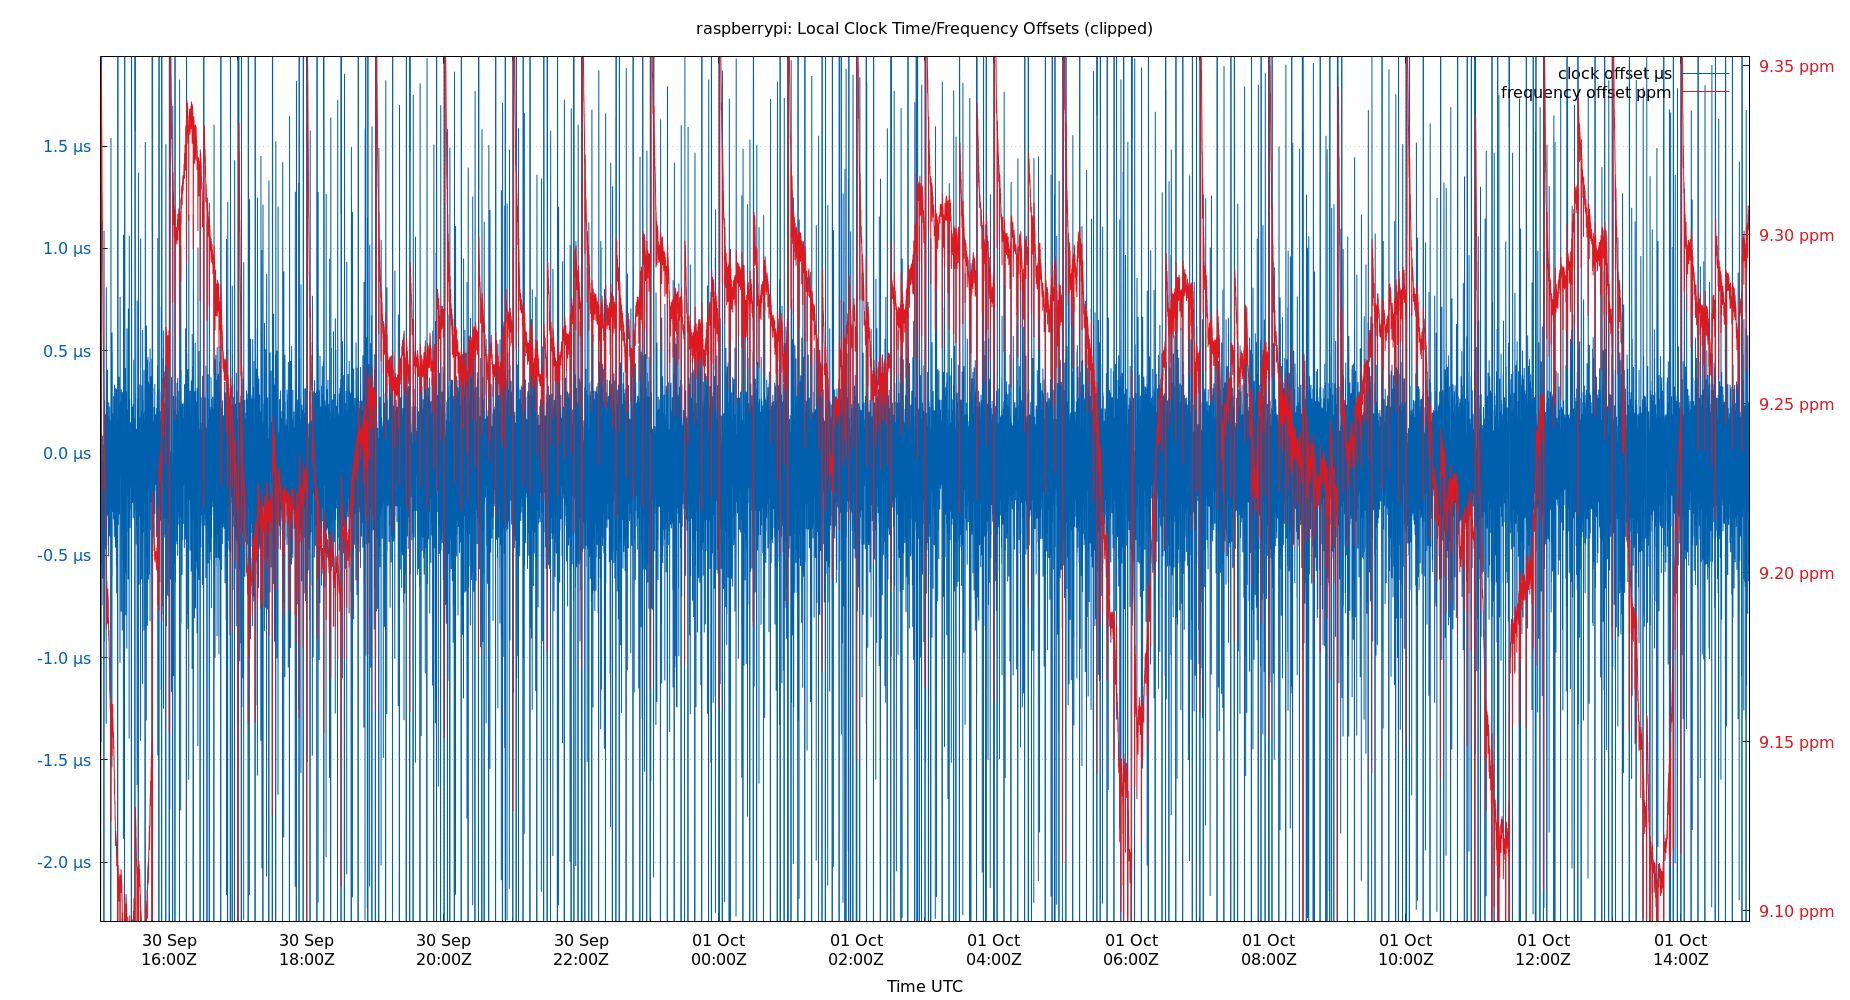 raspberrypi: Local Clock Time/Frequency Offsets (clipped)
clock offset µs
frequency offset ppm
1.5 µs
1.0 µs
0.5 µs
0.0 µs
-0.5 µs
-1.0 µs
-1.5 µs
-2.0 µs
9.35 ppm
9.30 ppm
9.25 ppm
9.20 ppm
9.15 ppm
9.10 ppm
30 Sep
16:00Z
30 Sep
18:00Z
30 Sep
20:00Z
30 Sep
22:00Z
01 Oct
00:00Z
01 Oct
02:00Z
01 Oct
04:00Z
01 Oct
06:00Z
01 Oct
08:00Z
01 Oct
10:00Z
01 Oct
12:00Z
01 Oct
14:00Z
Time UTC